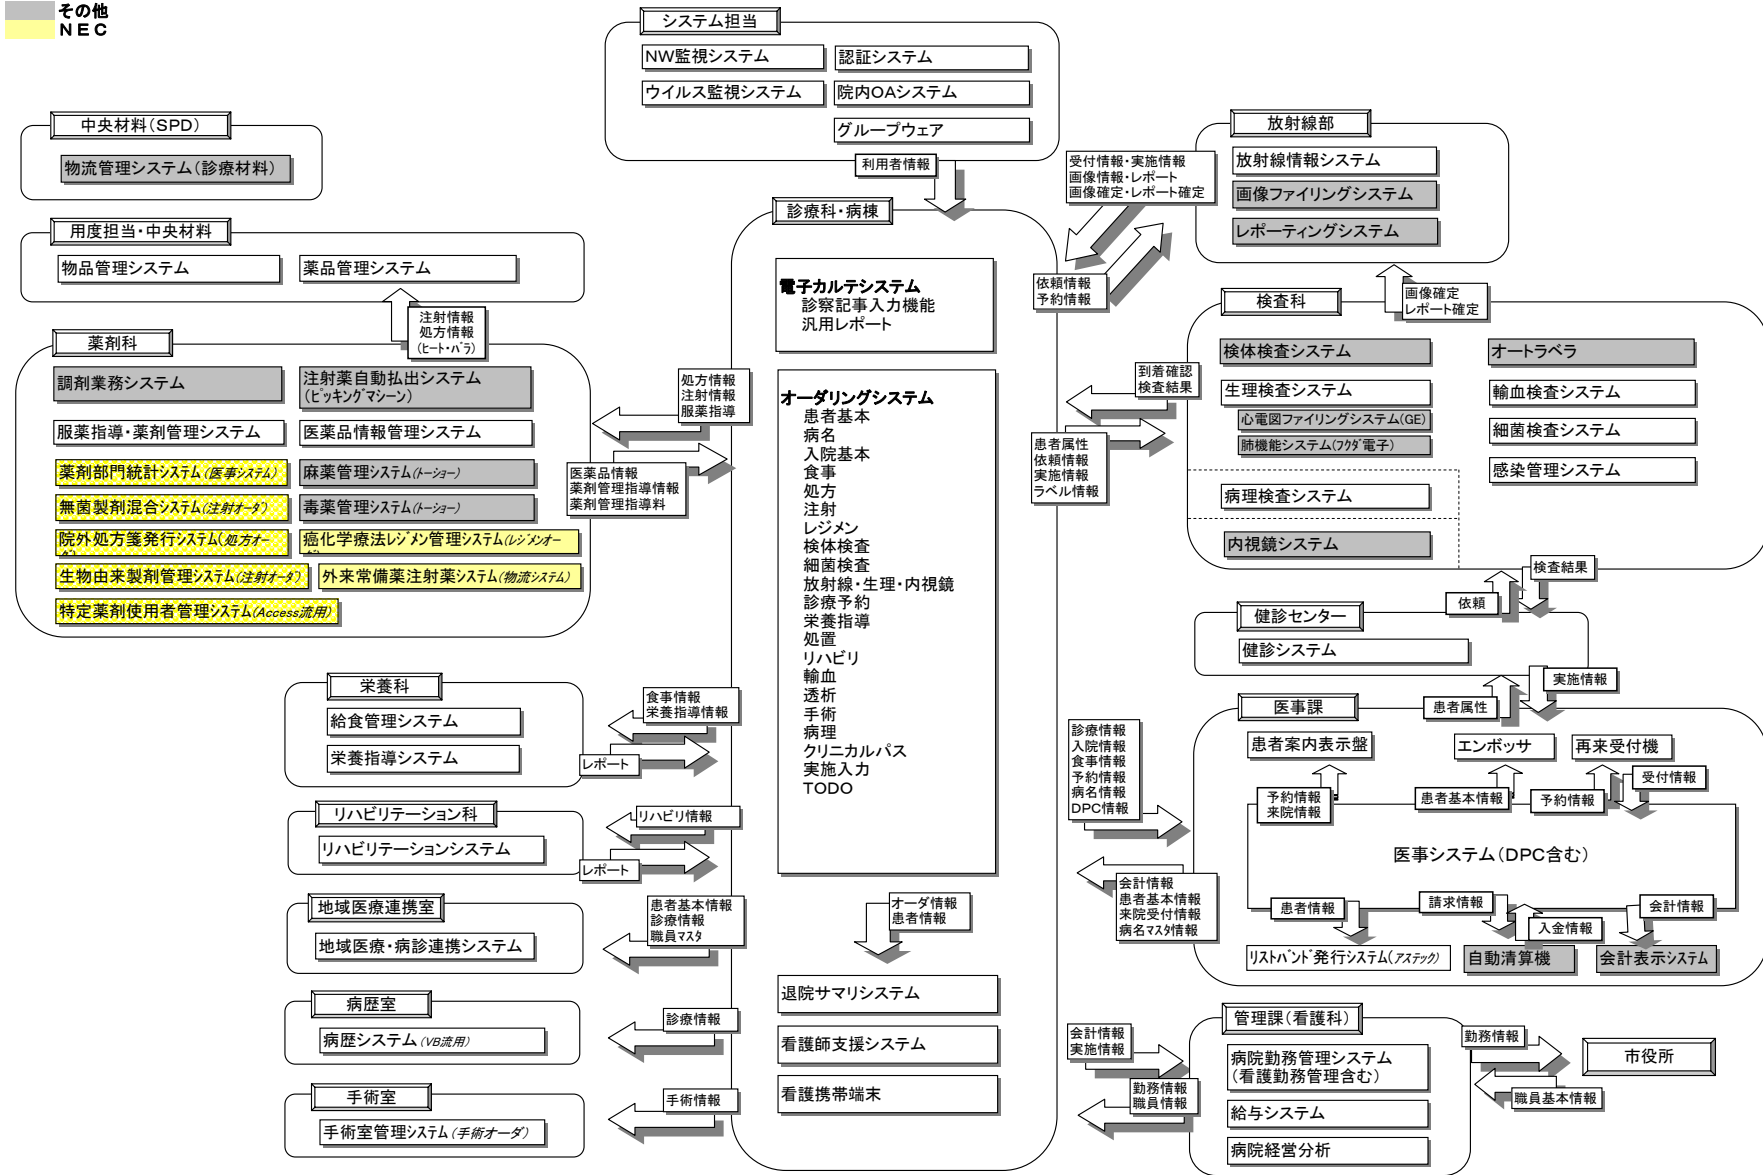 その他
NEC
システム担当
NW監視システム
認証システム
ウイルス監視システム
院内OAシステム
グループウェア
利用者情報
中央材料(SPD)
物流管理システム(診療材料)
用度担当・中央材料
物品管理システム
薬品管理システム
注射情報
処方情報
(ヒート・バラ)
薬剤科
調剤業務システム
注射薬自動払出システム
(ピッキングマシーン)
服薬指導・薬剤管理システム
医薬品情報管理システム
薬剤部門統計システム(医事システム)
麻薬管理システム(トーショー)
無菌製剤混合システム(注射オーダ)
毒薬管理システム(トーショー)
院外処方箋発行システム(処方オー
ダ)
癌化学療法レジメン管理システム(レジメンオー
ダ)
生物由来製剤管理システム(注射オーダ)
外来常備薬注射薬システム(物流システム)
特定薬剤使用者管理システム(Access流用)
処方情報
注射情報
服薬指導
医薬品情報
薬剤管理指導情報
薬剤管理指導料
栄養科
給食管理システム
栄養指導システム
食事情報
栄養指導情報
レポート
リハビリテーション科
リハビリテーションシステム
リハビリ情報
レポート
地域医療連携室
地域医療・病診連携システム
患者基本情報
診療情報
職員マスタ
病歴室
病歴システム(VB流用)
診療情報
手術室
手術室管理システム(手術オーダ)
手術情報
診療科・病棟
電子カルテシステム
診察記事入力機能
汎用レポート
オーダリングシステム
患者基本
病名
入院基本
食事
処方
注射
レジメン
検体検査
細菌検査
放射線・生理・内視鏡
診療予約
栄養指導
処置
リハビリ
輸血
透析
手術
病理
クリニカルパス
実施入力
TODO
オーダ情報
患者情報
退院サマリシステム
看護師支援システム
看護携帯端末
受付情報・実施情報
画像情報・レポート
画像確定・レポート確定
依頼情報
予約情報
放射線部
放射線情報システム
画像ファイリングシステム
レポーティングシステム
画像確定
レポート確定
検査科
検体検査システム
オートラベラ
生理検査システム
輸血検査システム
心電図ファイリングシステム(GE)
肺機能システム(フクダ電子)
細菌検査システム
感染管理システム
病理検査システム
内視鏡システム
到着確認
検査結果
患者属性
依頼情報
実施情報
ラベル情報
検査結果
依頼
健診センター
健診システム
実施情報
患者属性
医事課
患者案内表示盤
エンボッサ
再来受付機
予約情報
来院情報
患者基本情報
予約情報
受付情報
医事システム(DPC含む)
患者情報
請求情報
入金情報
会計情報
リストバンド発行システム(アステック)
自動清算機
会計表示システム
診療情報
入院情報
食事情報
予約情報
病名情報
DPC情報
会計情報
患者基本情報
来院受付情報
病名マスタ情報
管理課(看護科)
病院勤務管理システム
(看護勤務管理含む)
給与システム
病院経営分析
会計情報
実施情報
勤務情報
職員情報
勤務情報
市役所
職員基本情報